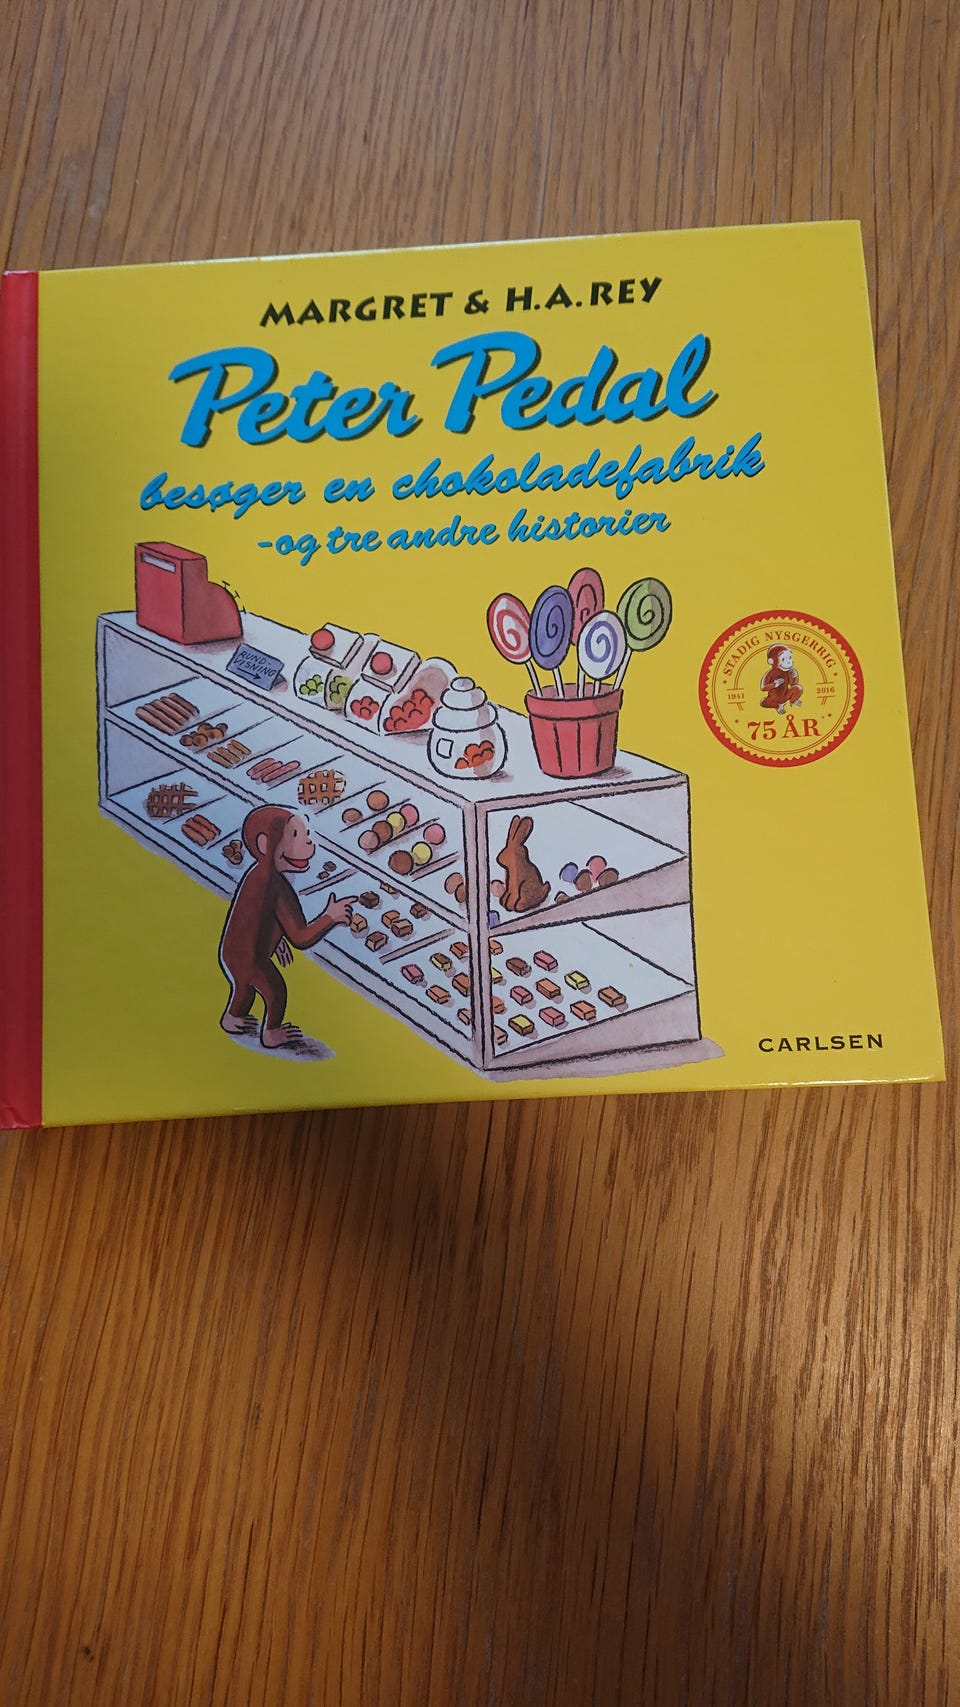 MARGRET & H.A.REY
Peter Pedal
besøger en chokoladefabrik
-og tre andre historier
RUND-
VISNING
STADIG NYSGERRIG
1941 2016
75 ÅR
CARLSEN